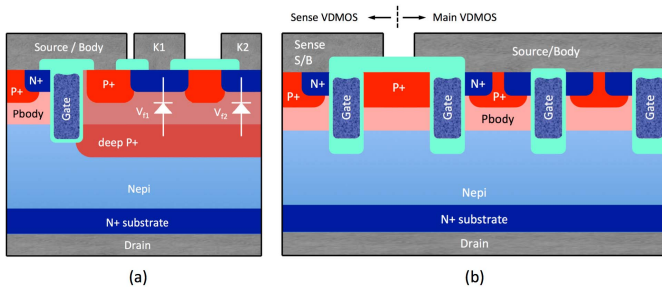 Source / Body
K1
K2
N+
P+
P+
Gate
Vf1
Vf2
Pbody
deep P+
Nepi
N+ substrate
Drain
(a)
Sense VDMOS
Main VDMOS
Sense
S/B
Source/Body
N+
P+
P+
P+
Gate
Gate
Gate
Gate
Pbody
Nepi
N+ substrate
Drain
(b)